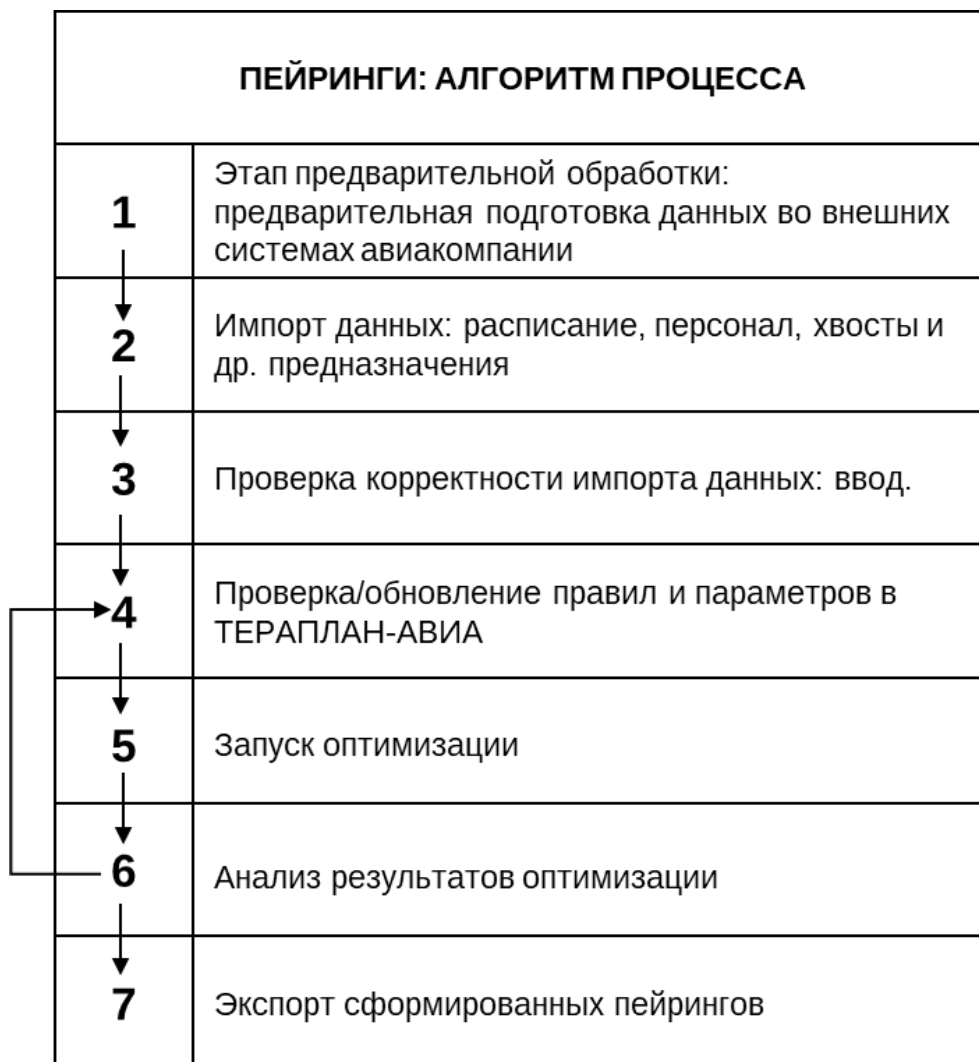 ПЕЙРИНГИ: АЛГОРИТМ ПРОЦЕССА
1
Этап предварительной обработки:
предварительная подготовка данных во внешних
системах авиакомпании
2
Импорт данных: расписание, персонал, хвосты и
др. предназначения
3
Проверка корректности импорта данных: ввод.
4
Проверка/обновление правил и параметров в
ТЕРАПЛАН-АВИА
5
Запуск оптимизации
6
Анализ результатов оптимизации
7
Экспорт сформированных пейрингов